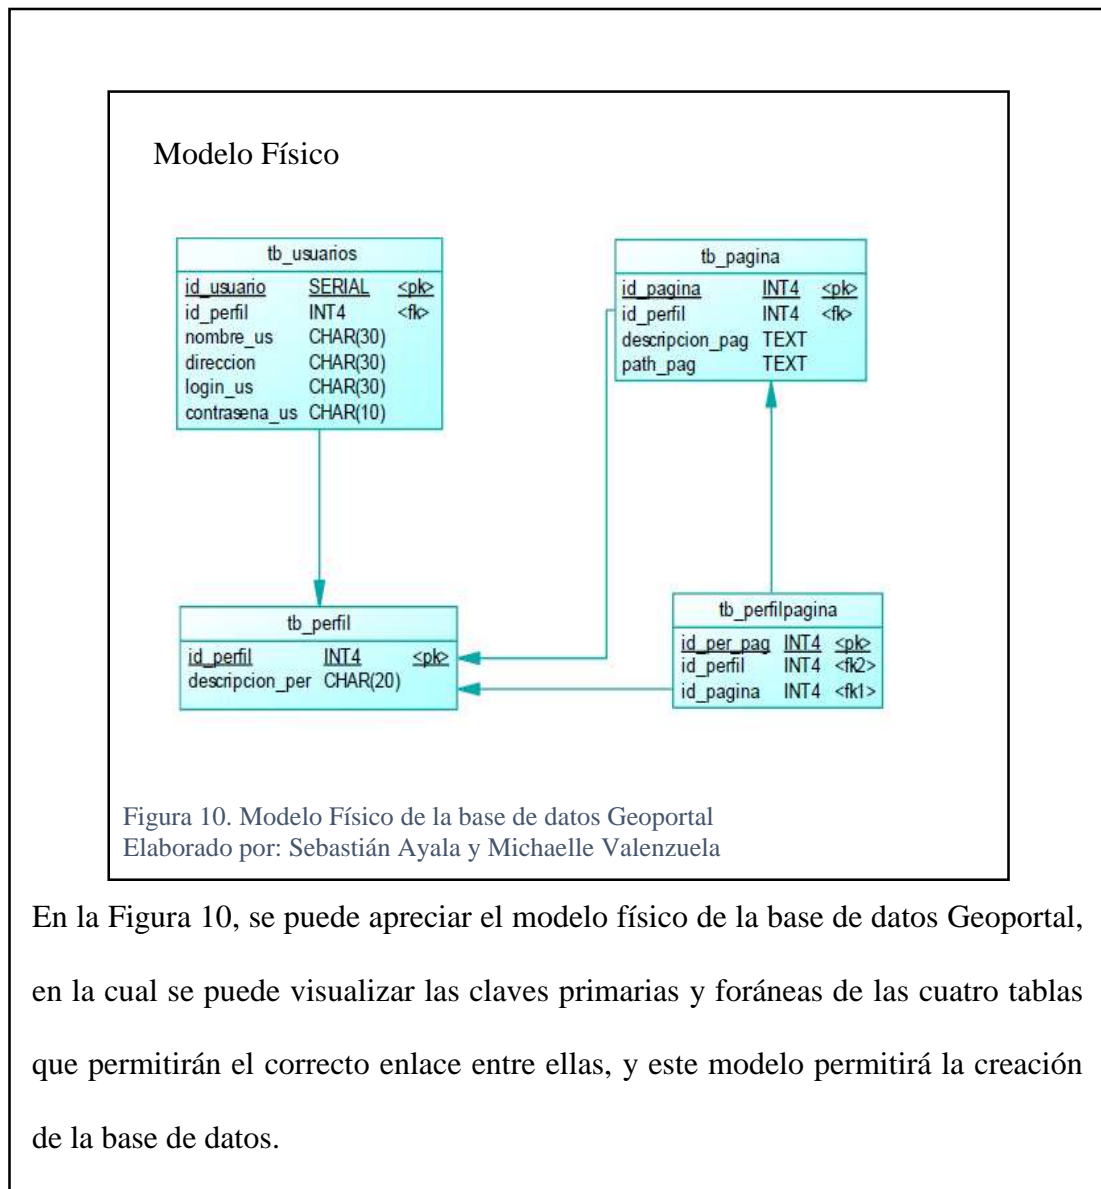 Modelo Físico
tb_usuarios
id_usuario SERIAL <pk>
id_perfil INT4 <fk>
nombre_us CHAR(30)
direccion CHAR(30)
login_us CHAR(30)
contrasena_us CHAR(10)
tb_pagina
id_pagina INT4 <pk>
id_perfil INT4 <fk>
descripcion_pag TEXT
path_pag TEXT
tb_perfil
id_perfil INT4 <pk>
descripcion_per CHAR(20)
tb_perfilpagina
id_per_pag INT4 <pk>
id_perfil INT4 <fk2>
id_pagina INT4 <fk1>
Figura 10. Modelo Físico de la base de datos Geoportal
Elaborado por: Sebastián Ayala y Michaelle Valenzuela
En la Figura 10, se puede apreciar el modelo físico de la base de datos Geoportal,
en la cual se puede visualizar las claves primarias y foráneas de las cuatro tablas
que permitirán el correcto enlace entre ellas, y este modelo permitirá la creación
de la base de datos.